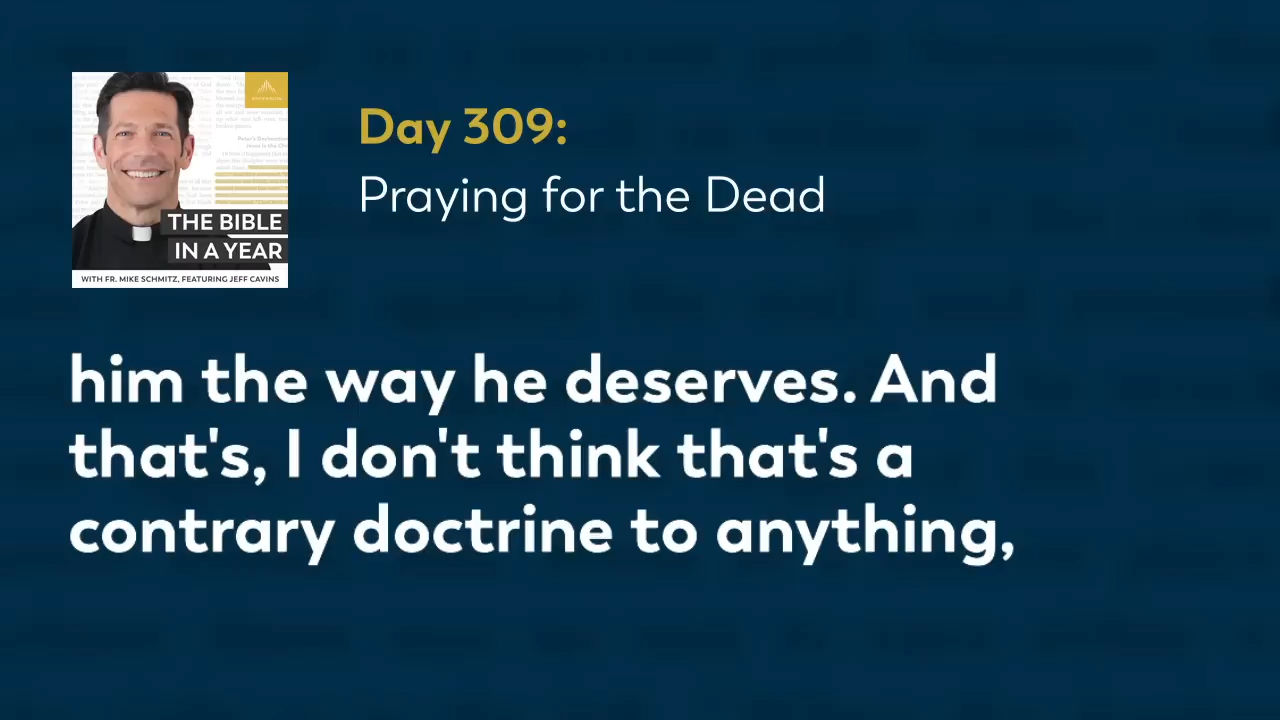 Day 309:
Praying for the Dead
THE BIBLE
IN A YEAR
WITH FR. MIKE SCHMITZ, FEATURING JEFF CAVINS
him the way he deserves. And
that's, I don't think that's a
contrary doctrine to anything,